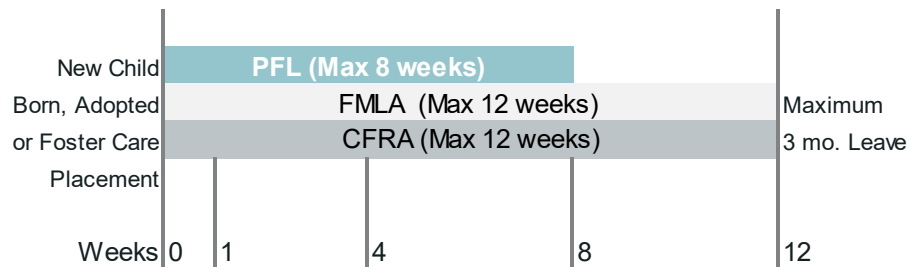 New Child
Born, Adopted
or Foster Care
Placement
PFL (Max 8 weeks)
FMLA (Max 12 weeks)
CFRA (Max 12 weeks)
Maximum
3 mo. Leave
Weeks 0 1 4 8 12